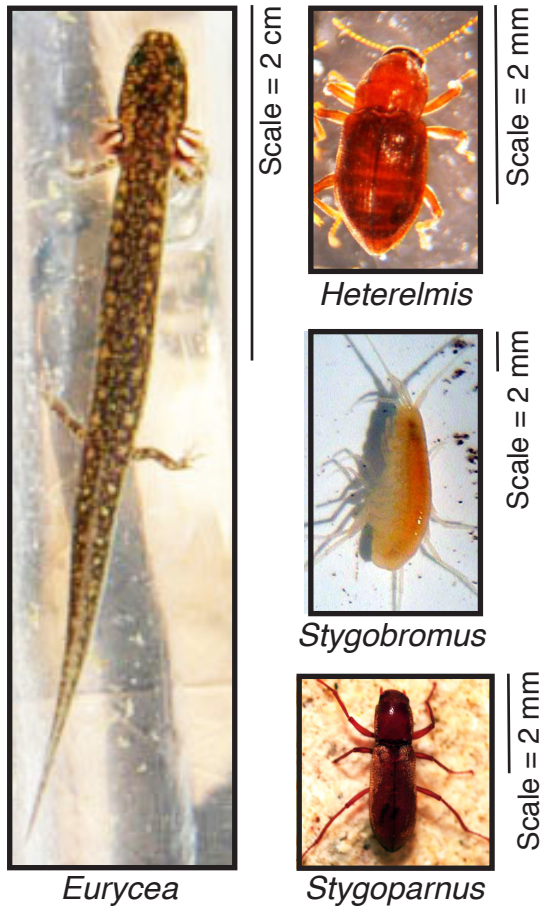 Scale = 2 cm
Eurycea
Scale = 2 mm
Heterelmis
Scale = 2 mm
Stygobromus
Scale = 2 mm
Stygoparnus